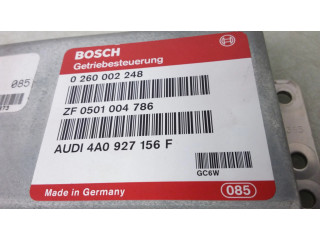 BOSCH
Getriebesteuerung
0 260 002 248
ZF 0501 004 786
AUDI 4A0 927 156 F
GC6W
Made in Germany
085
085